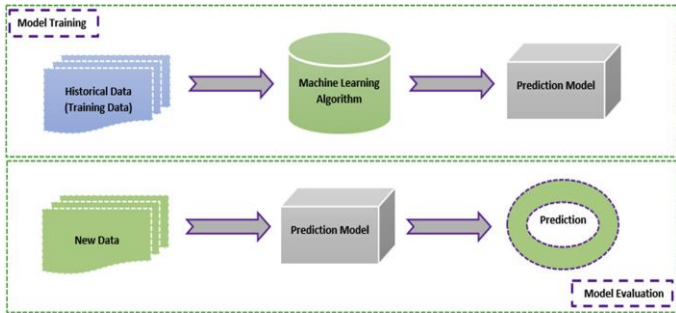 Model Training
Historical Data
(Training Data)
Machine Learning
Algorithm
Prediction Model
New Data
Prediction Model
Prediction
Model Evaluation